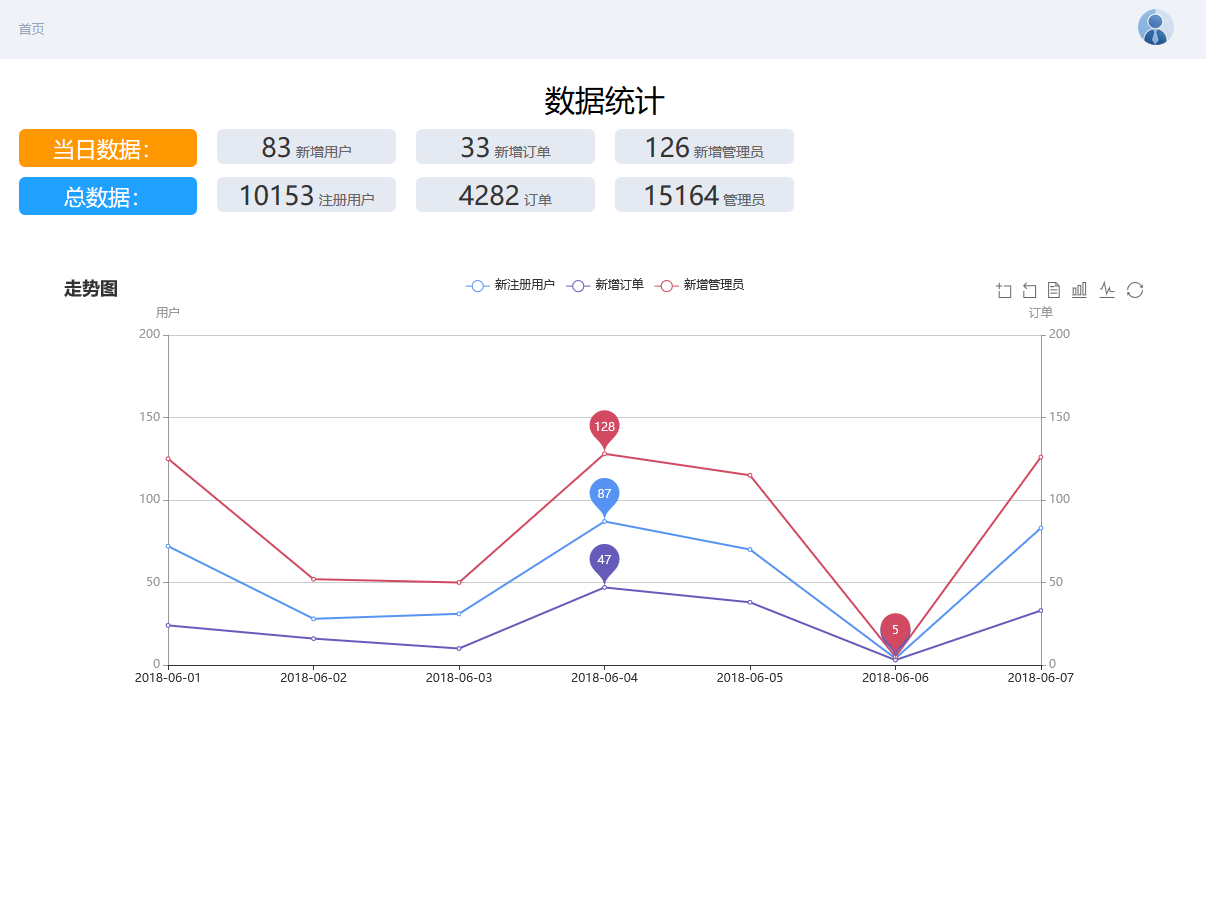 首页
数据统计
当日数据： 83 新增用户 33 新增订单 126 新增管理员
总数据： 10153 注册用户 4282 订单 15164 管理员
走势图 新注册用户 新增订单 新增管理员
用户 订单
200 200
150 150
128
100 100
87
47
50 50
5
0 0
2018-06-01 2018-06-02 2018-06-03 2018-06-04 2018-06-05 2018-06-06 2018-06-07